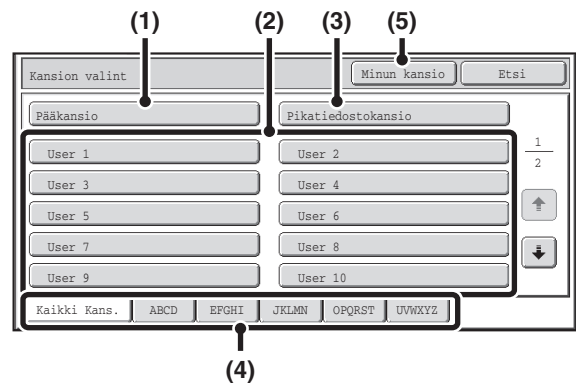 (1) (2) (3) (5)
Kansion valint Minun kansio Etsi
Pääkansio Pikatiedostokansio
User 1 User 2 1
2
User 3 User 4
User 5 User 6
User 7 User 8
User 9 User 10
Kaikki Kans. ABCD EFGHI JKLMN OPQRST UVWXYZ
(4)